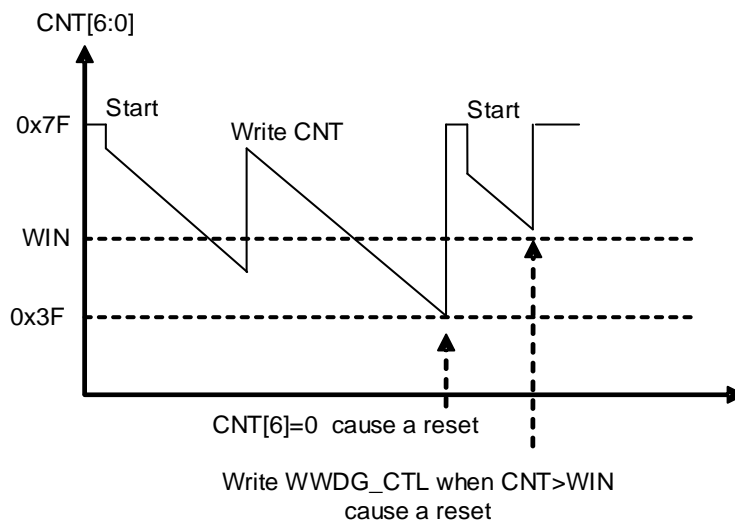 CNT[6:0]
Start
Start
0x7F
Write CNT
WIN
0x3F
CNT[6]=0 cause a reset
Write WWDG_CTL when CNT>WIN
cause a reset